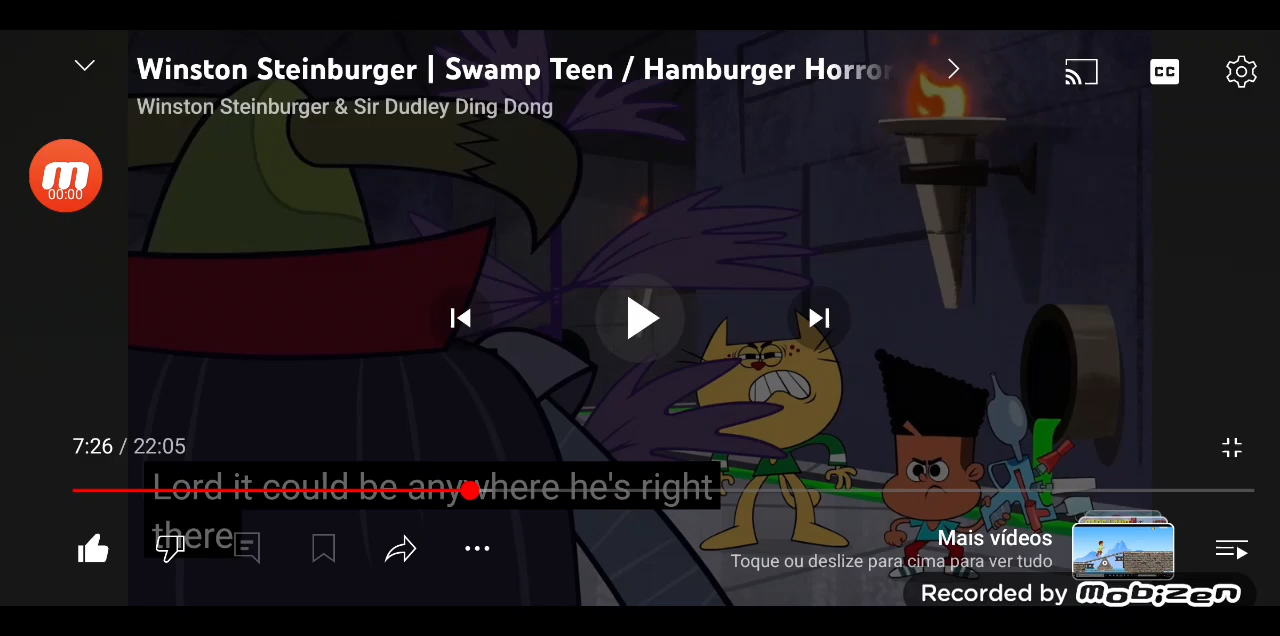 Winston Steinburger | Swamp Teen / Hamburger Horror
Winston Steinburger & Sir Dudley Ding Dong
CC
m
00:00
7:26 / 22:05
Lord it could be anywhere he's right
there
Mais vídeos
Toque ou deslize para cima para ver tudo
Recorded by mobizen